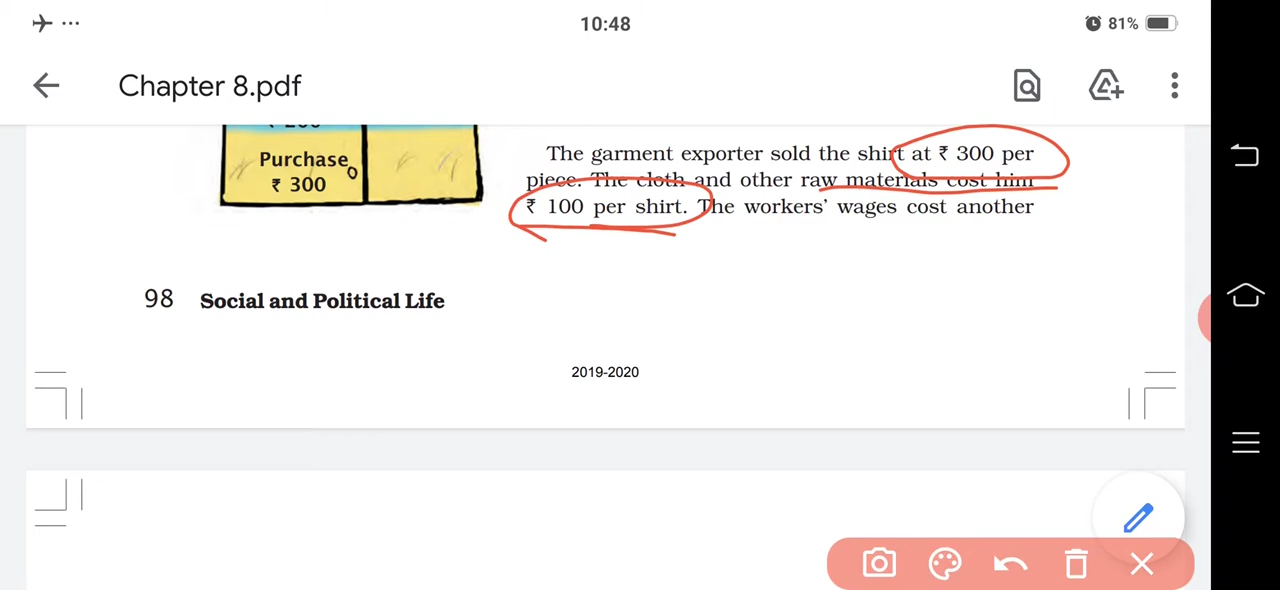 10:48
81%
Chapter 8.pdf
Purchase
₹ 300
The garment exporter sold the shirt at ₹ 300 per
piece. The cloth and other raw materials cost him
₹ 100 per shirt. The workers' wages cost another
98 Social and Political Life
2019-2020